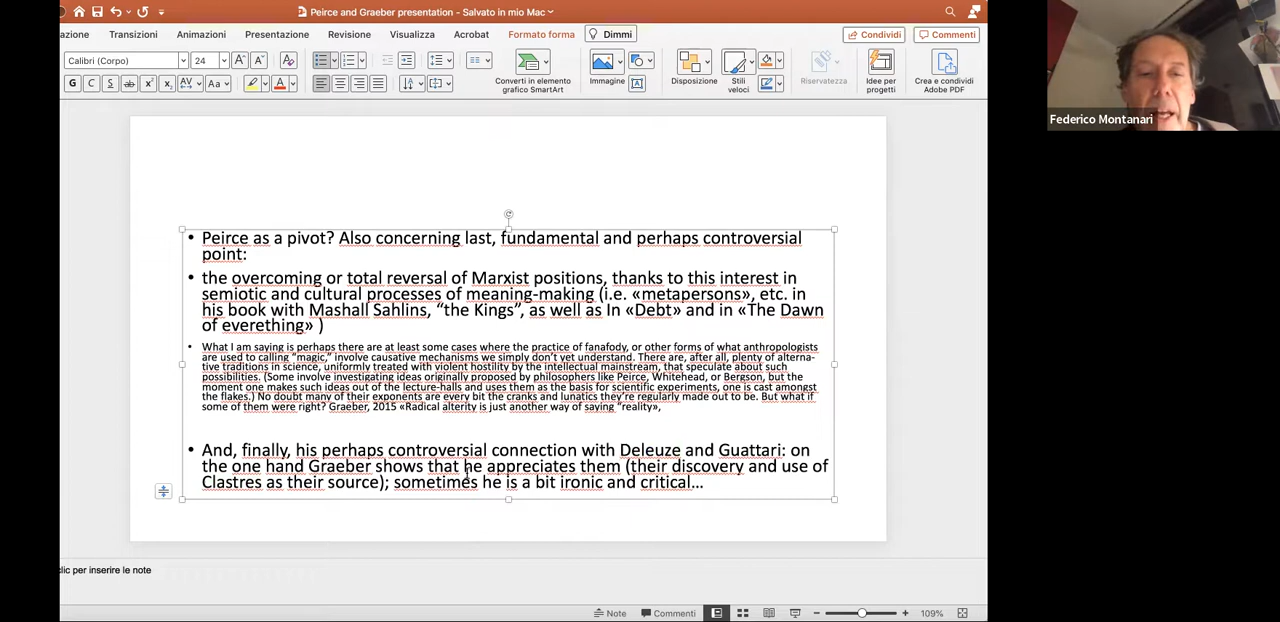 Peirce and Graeber presentation - Salvato in mio Mac
azione Transizioni Animazioni Presentazione Revisione Visualizza Acrobat Formato forma Dimmi Condividi Commenti
Calibri (Corpo) 24
G C S ab x² x₂ AV Aa A
Converti in elemento
grafico SmartArt
Immagine
Disposizione
Stili
veloci
Riservatezza
Idee per
progetti
Crea e condividi
Adobe PDF
Federico Montanari
• Peirce as a pivot? Also concerning last, fundamental and perhaps controversial
point:
• the overcoming or total reversal of Marxist positions, thanks to this interest in
semiotic and cultural processes of meaning-making (i.e. «metapersons», etc. in
his book with Mashall Sahlins, “the Kings”, as well as In «Debt» and in «The Dawn
of everething» )
• What I am saying is perhaps there are at least some cases where the practice of fanafody, or other forms of what anthropologists
are used to calling “magic,” involve causative mechanisms we simply don’t yet understand. There are, after all, plenty of alterna-
tive traditions in science, uniformly treated with violent hostility by the intellectual mainstream, that speculate about such
possibilities. (Some involve investigating ideas originally proposed by philosophers like Peirce, Whitehead, or Bergson, but the
moment one makes such ideas out of the lecture-halls and uses them as the basis for scientific experiments, one is cast amongst
the flakes.) No doubt many of their exponents are every bit the cranks and lunatics they’re regularly made out to be. But what if
some of them were right? Graeber, 2015 «Radical alterity is just another way of saying “reality»,
• And, finally, his perhaps controversial connection with Deleuze and Guattari: on
the one hand Graeber shows that he appreciates them (their discovery and use of
Clastres as their source); sometimes he is a bit ironic and critical...
clic per inserire le note
Note Commenti 109%